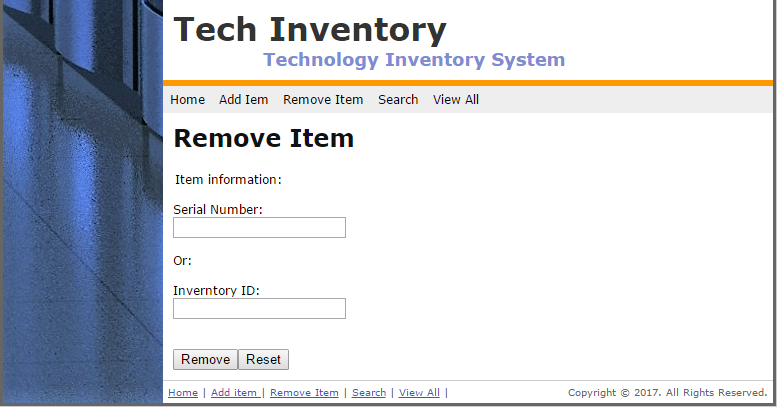 Tech Inventory
Technology Inventory System
Home Add Iem Remove Item Search View All
Remove Item
Item information:
Serial Number:
Or:
Inverntory ID:
Remove Reset
Home | Add item | Remove Item | Search | View All | Copyright © 2017. All Rights Reserved.